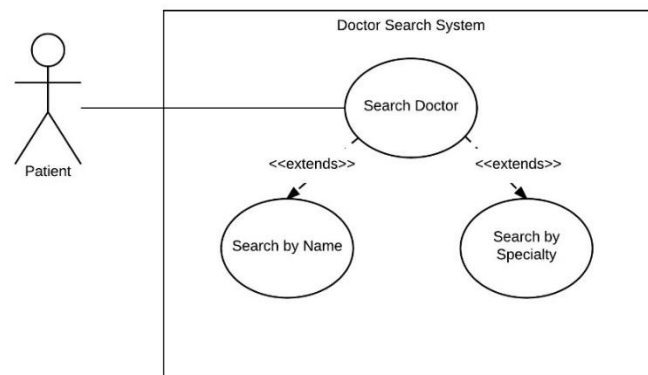 Doctor Search System
Search Doctor
Patient
<<extends>>
<<extends>>
Search by Name
Search by
Specialty